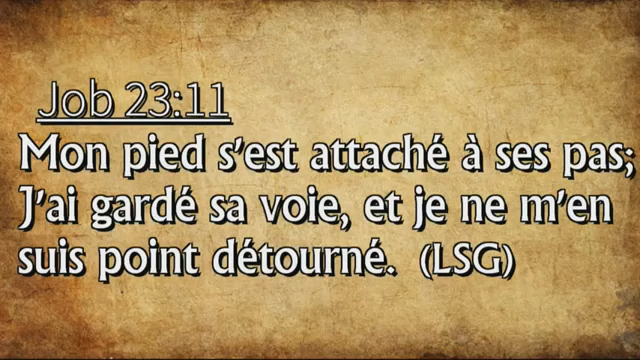 Job 23:11
Mon pied s'est attaché à ses pas;
J'ai gardé sa voie, et je ne m'en
suis point détourné. (LSG)